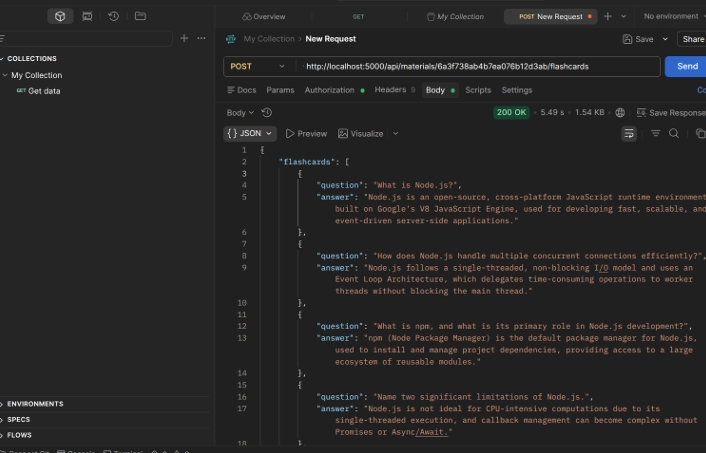 Overview
GET
My Collection
POST New Request
No environment
My Collection > New Request
Save
Share
POST
http://localhost:5000/api/materials/6a3f738ab4b7ea076b12d3ab/flashcards
Send
Docs Params Authorization Headers 9 Body Scripts Settings
Body
200 OK • 5.49 s • 1.54 KB
Save Response
{} JSON Preview Visualize
COLLECTIONS
My Collection
GET Get data
ENVIRONMENTS
SPECS
FLOWS
1 {
2 "flashcards": [
3 {
4 "question": "What is Node.js?",
5 "answer": "Node.js is an open-source, cross-platform JavaScript runtime environment
built on Google's V8 JavaScript Engine, used for developing fast, scalable, and
event-driven server-side applications."
6 },
7 {
8 "question": "How does Node.js handle multiple concurrent connections efficiently?",
9 "answer": "Node.js follows a single-threaded, non-blocking I/O model and uses an
Event Loop Architecture, which delegates time-consuming operations to worker
threads without blocking the main thread."
10 },
11 {
12 "question": "What is npm, and what is its primary role in Node.js development?",
13 "answer": "npm (Node Package Manager) is the default package manager for Node.js,
used to install and manage project dependencies, providing access to a large
ecosystem of reusable modules."
14 },
15 {
16 "question": "Name two significant limitations of Node.js.",
17 "answer": "Node.js is not ideal for CPU-intensive computations due to its
single-threaded execution, and callback management can become complex without
Promises or Async/Await."
18 }